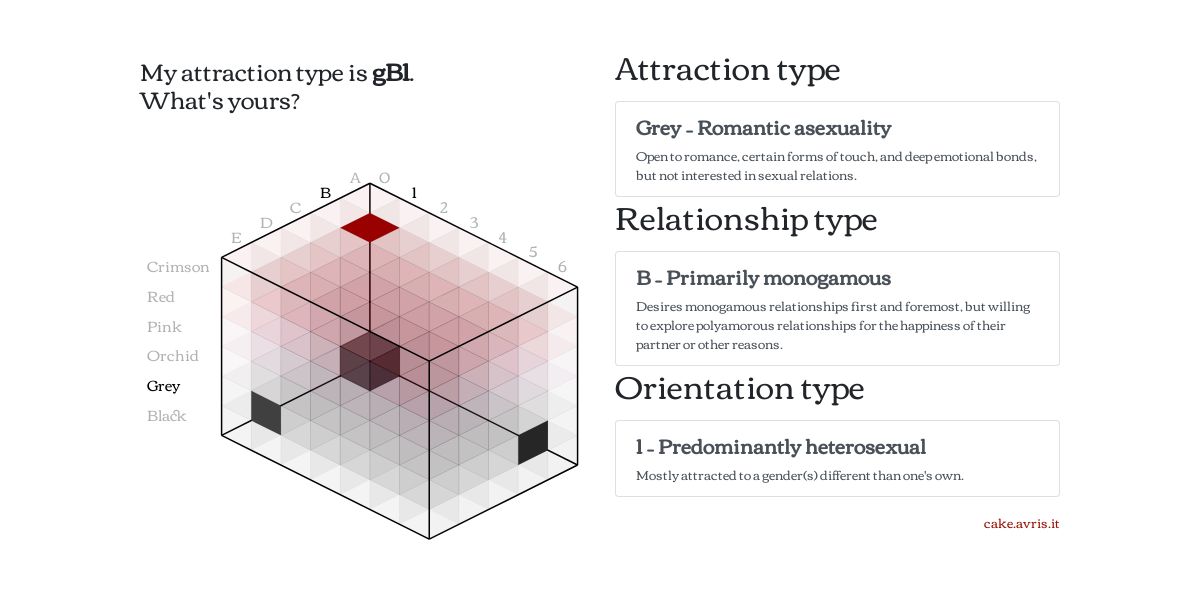 My attraction type is gB1.
What's yours?
A O
B 1
C 2
D 3
E 4
5
6
Crimson
Red
Pink
Orchid
Grey
Black
Attraction type
Grey – Romantic asexuality
Open to romance, certain forms of touch, and deep emotional bonds,
but not interested in sexual relations.
Relationship type
B – Primarily monogamous
Desires monogamous relationships first and foremost, but willing
to explore polyamorous relationships for the happiness of their
partner or other reasons.
Orientation type
1 – Predominantly heterosexual
Mostly attracted to a gender(s) different than one's own.
cake.avris.it